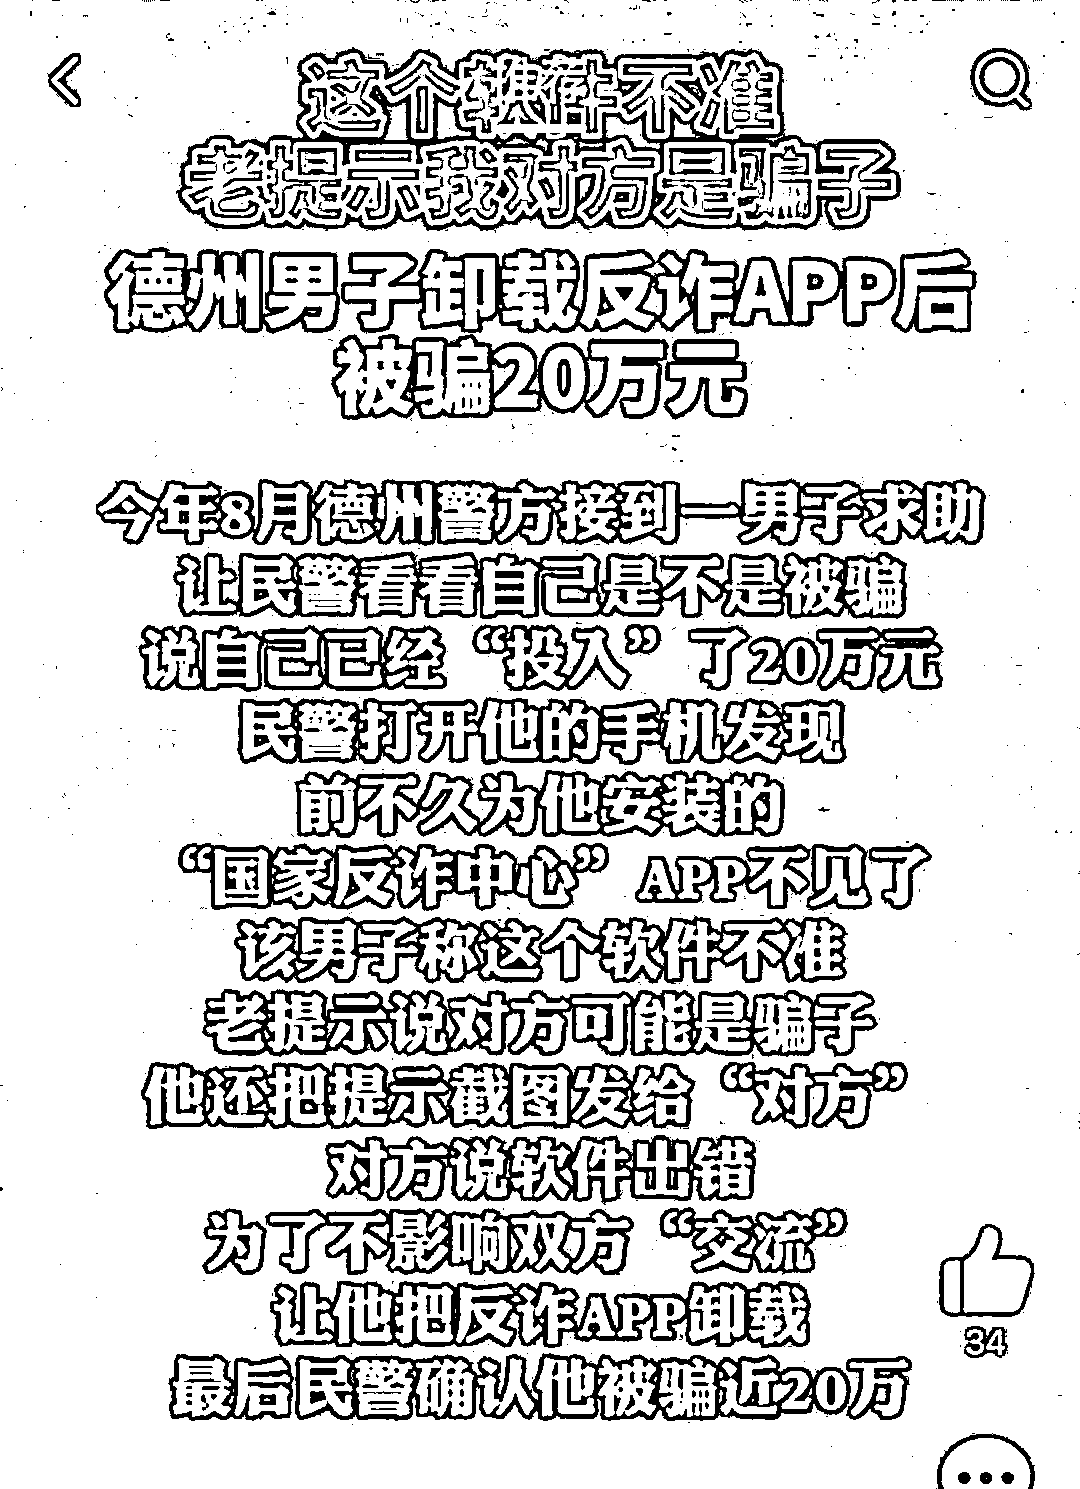 这个软件不准
老提示我对方是骗子
德州男子卸载反诈APP后
被骗20万元
今年8月德州警方接到一男子求助
让民警看看自己是不是被骗
说自己已经“投入”了20万元
民警打开他的手机发现
前不久为他安装的
“国家反诈中心”APP不见了
该男子称这个软件不准
老提示说对方可能是骗子
他还把提示截图发给“对方”
对方说软件出错
为了不影响双方“交流”
让他把反诈APP卸载
最后民警确认他被骗近20万
34